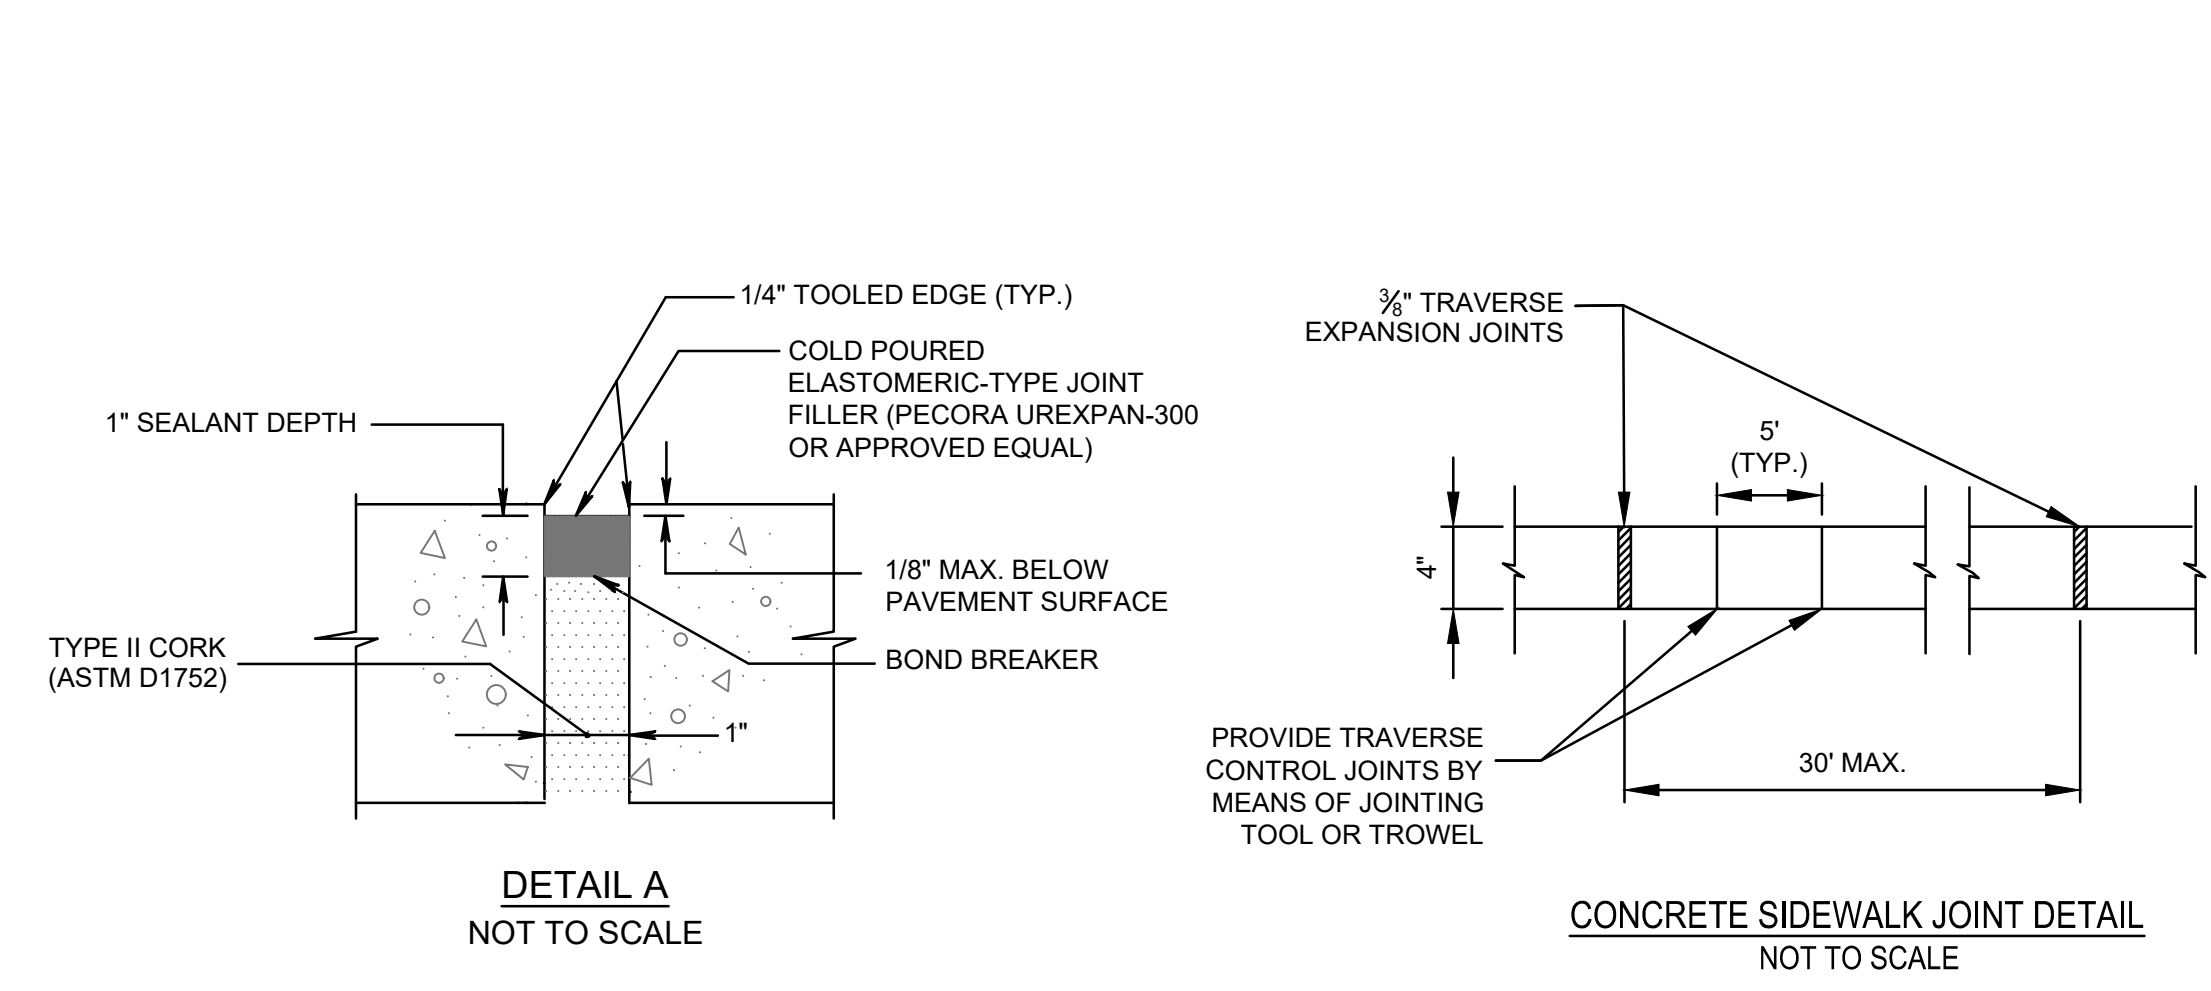 1/4" TOOLED EDGE (TYP.)
COLD POURED
ELASTOMERIC-TYPE JOINT
FILLER (PECORA UREXPAN-300
OR APPROVED EQUAL)
1" SEALANT DEPTH
1/8" MAX. BELOW
PAVEMENT SURFACE
TYPE II CORK
(ASTM D1752)
BOND BREAKER
1"
DETAIL A
NOT TO SCALE
⅜" TRAVERSE
EXPANSION JOINTS
5'
(TYP.)
4"
PROVIDE TRAVERSE
CONTROL JOINTS BY
MEANS OF JOINTING
TOOL OR TROWEL
30' MAX.
CONCRETE SIDEWALK JOINT DETAIL
NOT TO SCALE